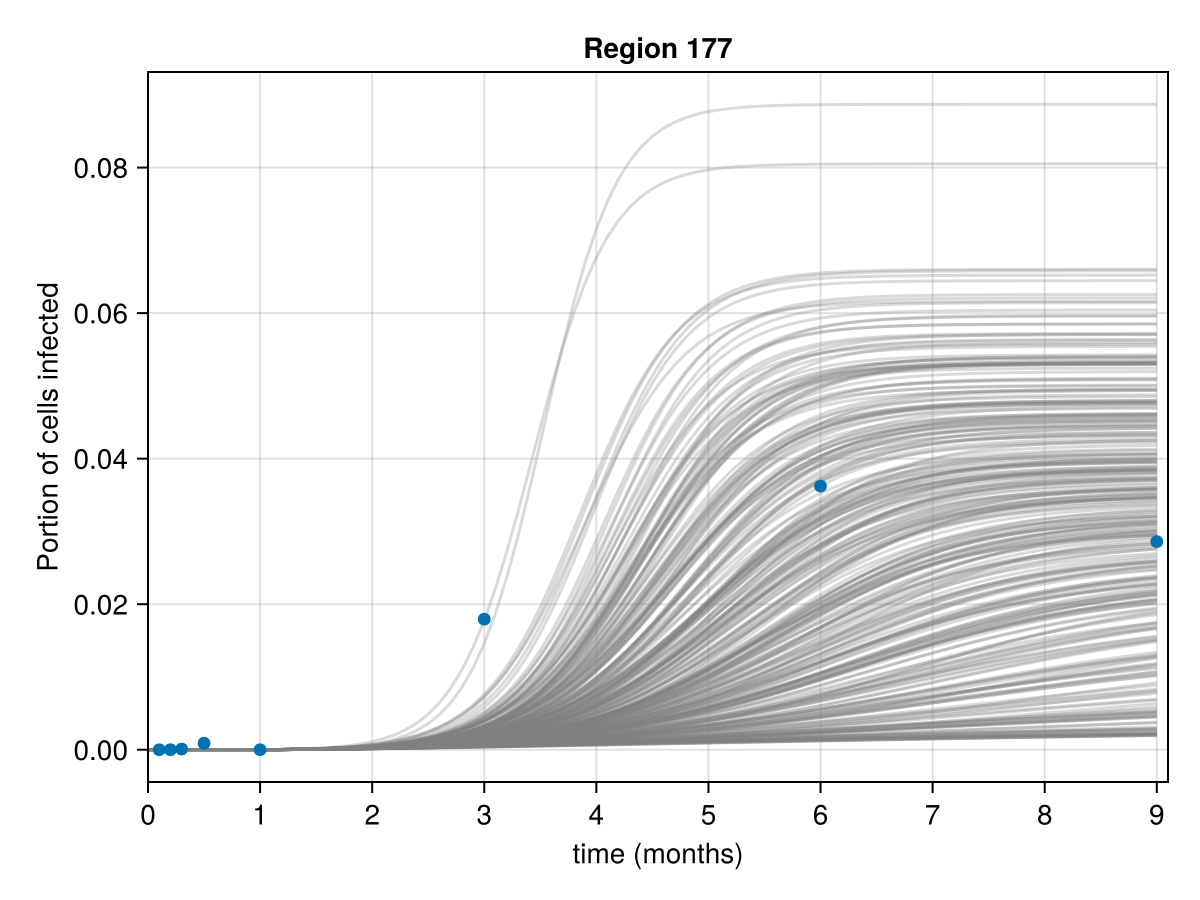 Region 177
Portion of cells infected
0.08
0.06
0.04
0.02
0.00
0 1 2 3 4 5 6 7 8 9
time (months)